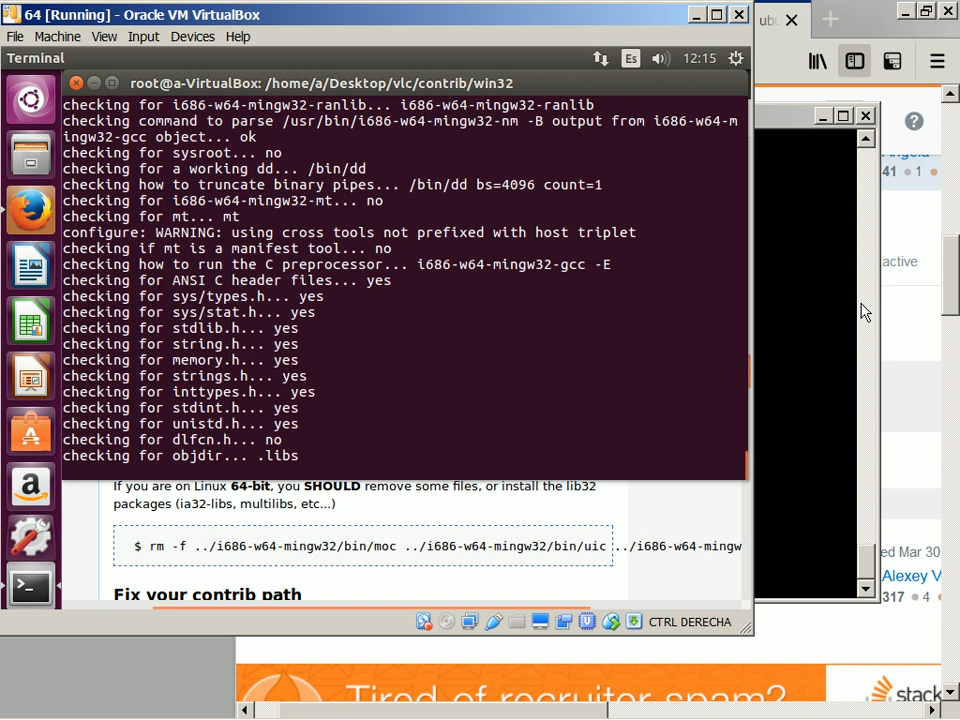 64 [Running] - Oracle VM VirtualBox
File Machine View Input Devices Help
Terminal
Es
12:15
root@a-VirtualBox: /home/a/Desktop/vlc/contrib/win32
checking for i686-w64-mingw32-ranlib... i686-w64-mingw32-ranlib
checking command to parse /usr/bin/i686-w64-mingw32-nm -B output from i686-w64-m
ingw32-gcc object... ok
checking for sysroot... no
checking for a working dd... /bin/dd
checking how to truncate binary pipes... /bin/dd bs=4096 count=1
checking for i686-w64-mingw32-mt... no
checking for mt... mt
configure: WARNING: using cross tools not prefixed with host triplet
checking if mt is a manifest tool... no
checking how to run the C preprocessor... i686-w64-mingw32-gcc -E
checking for ANSI C header files... yes
checking for sys/types.h... yes
checking for sys/stat.h... yes
checking for stdlib.h... yes
checking for string.h... yes
checking for memory.h... yes
checking for strings.h... yes
checking for inttypes.h... yes
checking for stdint.h... yes
checking for unistd.h... yes
checking for dlfcn.h... no
checking for objdir... .libs
If you are on Linux 64-bit, you SHOULD remove some files, or install the lib32
packages (ia32-libs, multilibs, etc...)
$ rm -f ../i686-w64-mingw32/bin/moc ../i686-w64-mingw32/bin/uic ../i686-w64-mingw
Fix your contrib path
CTRL DERECHA
ubu
41 1
active
ed Mar 30
Alexey V
317 4
Tired of recruiter spam?
stack